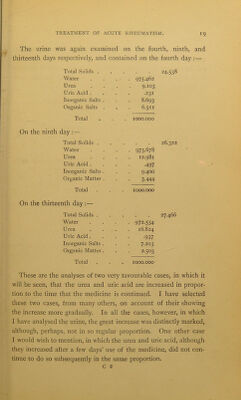 TREATMENT OF ACUTE RHEUMATISM. 19
The urine was again examined on the fourth, ninth, and
thirteenth days respectively, and contained on the fourth day :—
Total Solids . . . . 24.538
Water . . . 975.462
Urea . . . 9.103
Uric Acid . . . .231
Inorganic Salts . . . 8.693
Organic Salts . . . 6.511
Total . . 1000.000
On the ninth day :—
Total Solids . . . . 26.322
Water . . . 973.678
Urea . . . 12.981
Uric Acid . . . .497
Inorganic Salts . . . 9.400
Organic Matter . . . 3.444
Total . . 1000.000
On the thirteenth day :—
Total Solids . . . . 27.466
Water . . . 972.554
Urea . . . 16.824
Uric Acid . . . .937
Inorganic Salts . . . 7.213
Organic Matter . . . 2.503
Total . . 1000.000
These are the analyses of two very favourable cases, in which it
will be seen, that the urea and uric acid are increased in propor-
tion to the time that the medicine is continued. I have selected
these two cases, from many others, on account of their showing
the increase more gradually. In all the cases, however, in which
I have analysed the urine, the great increase was distinctly marked,
although, perhaps, not in so regular proportion. One other case
I would wish to mention, in which the urea and uric acid, although
they increased after a few days' use of the medicine, did not con-
tinue to do so subsequently in the same proportion.
C 2